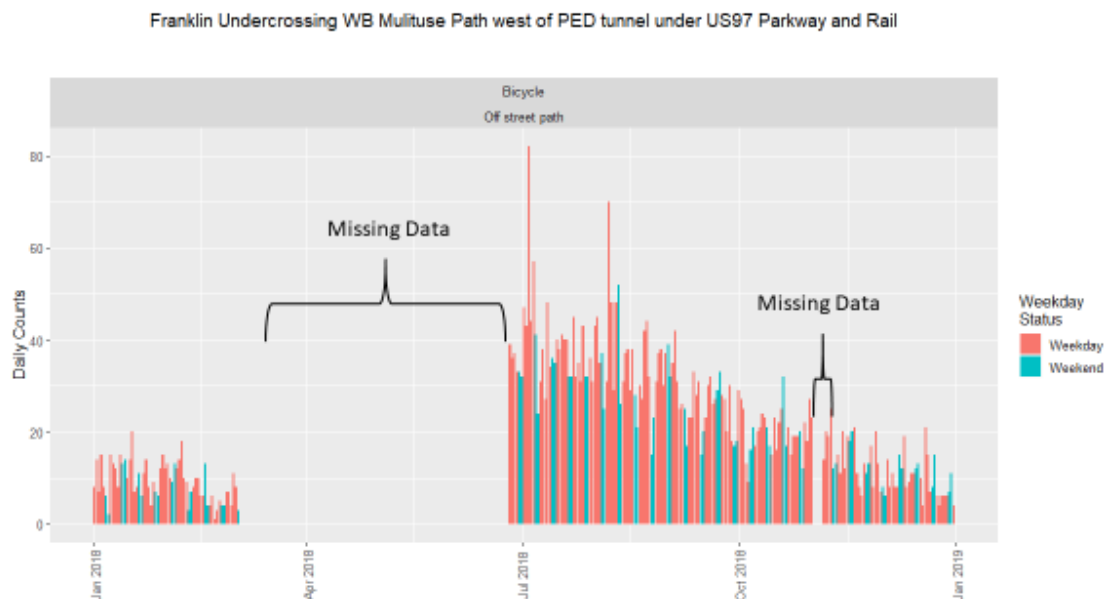 Franklin Undercrossing WB Mulituse Path west of PED tunnel under US97 Parkway and Rail
Bicycle
Off street path
80
60
40
20
0
Daily Counts
Missing Data
Missing Data
Weekday
Status
Weekday
Weekend
Jan 2018
Apr 2018
Jul 2018
Oct 2018
Jan 2019